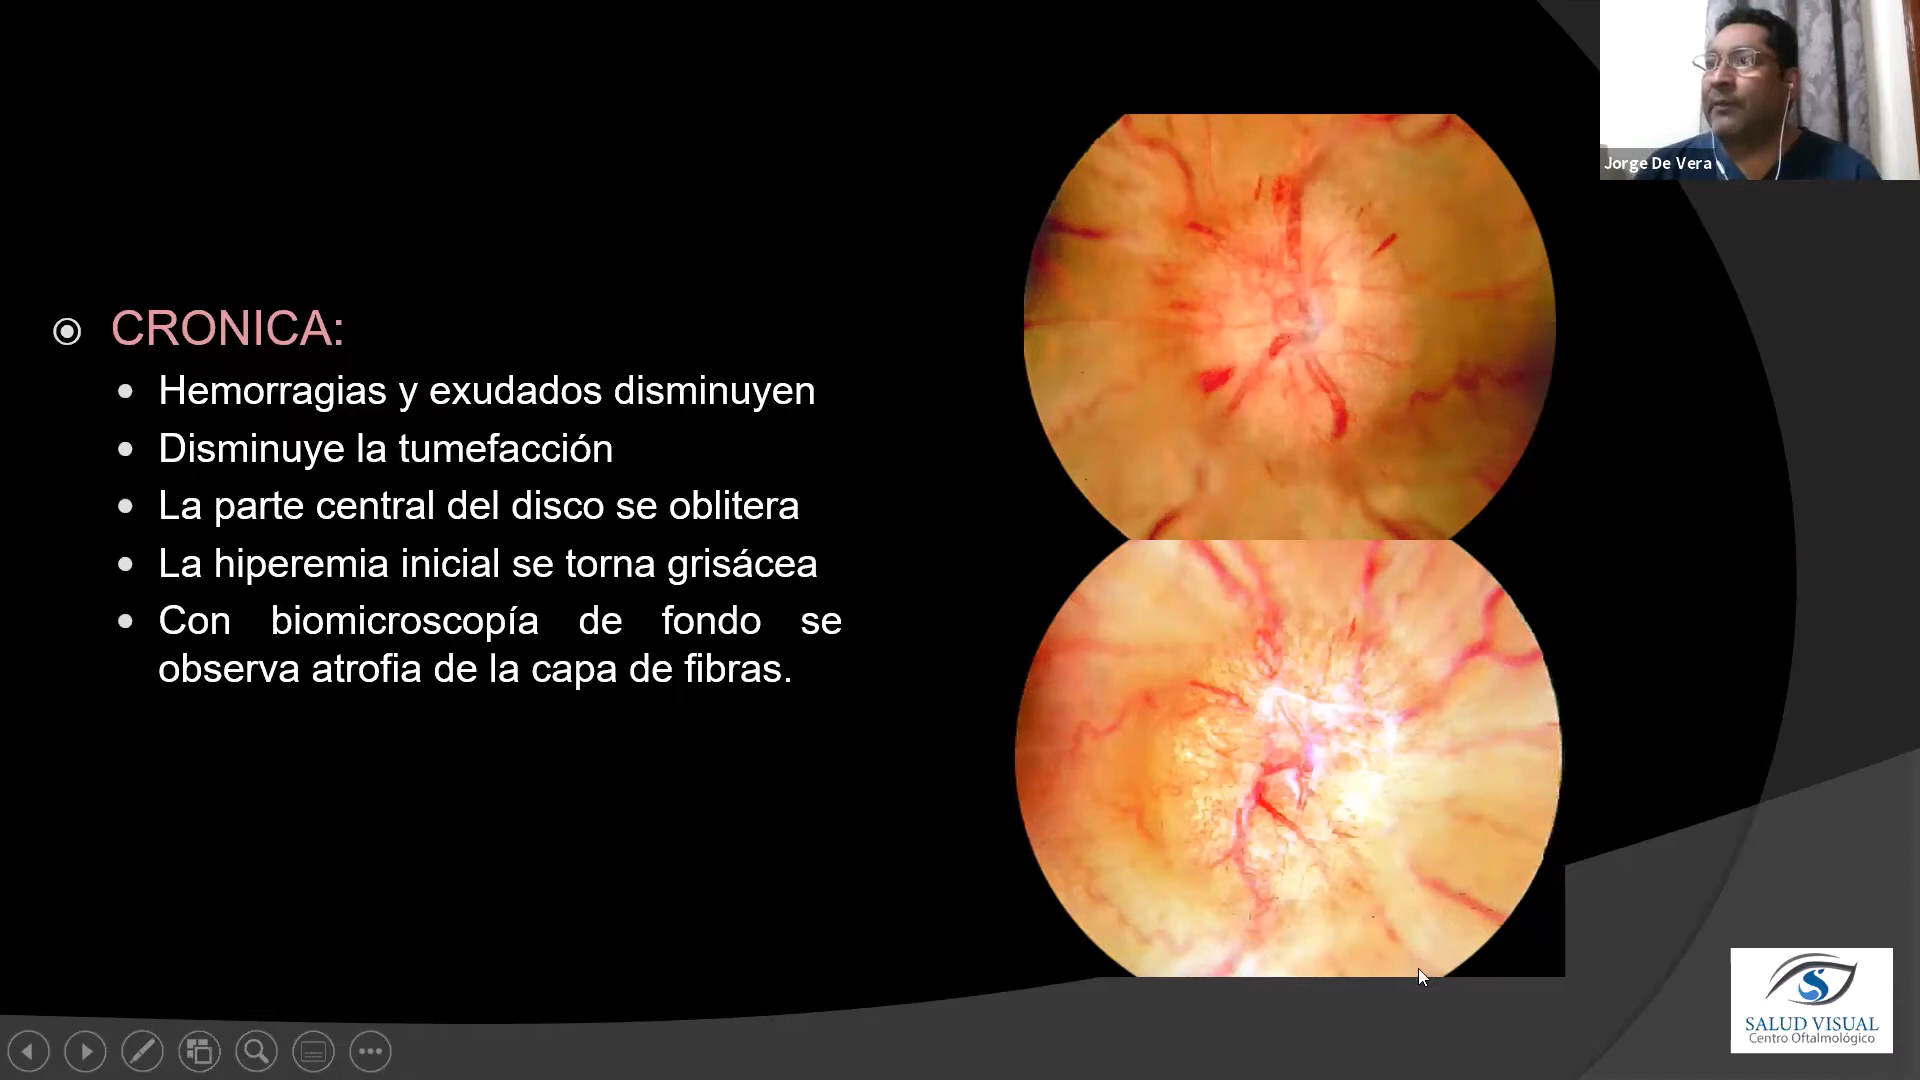 Jorge De Vera
CRONICA:
Hemorragias y exudados disminuyen
Disminuye la tumefacción
La parte central del disco se oblitera
La hiperemia inicial se torna grisácea
Con biomicroscopía de fondo se
observa atrofia de la capa de fibras.
SALUD VISUAL
Centro Oftalmológico